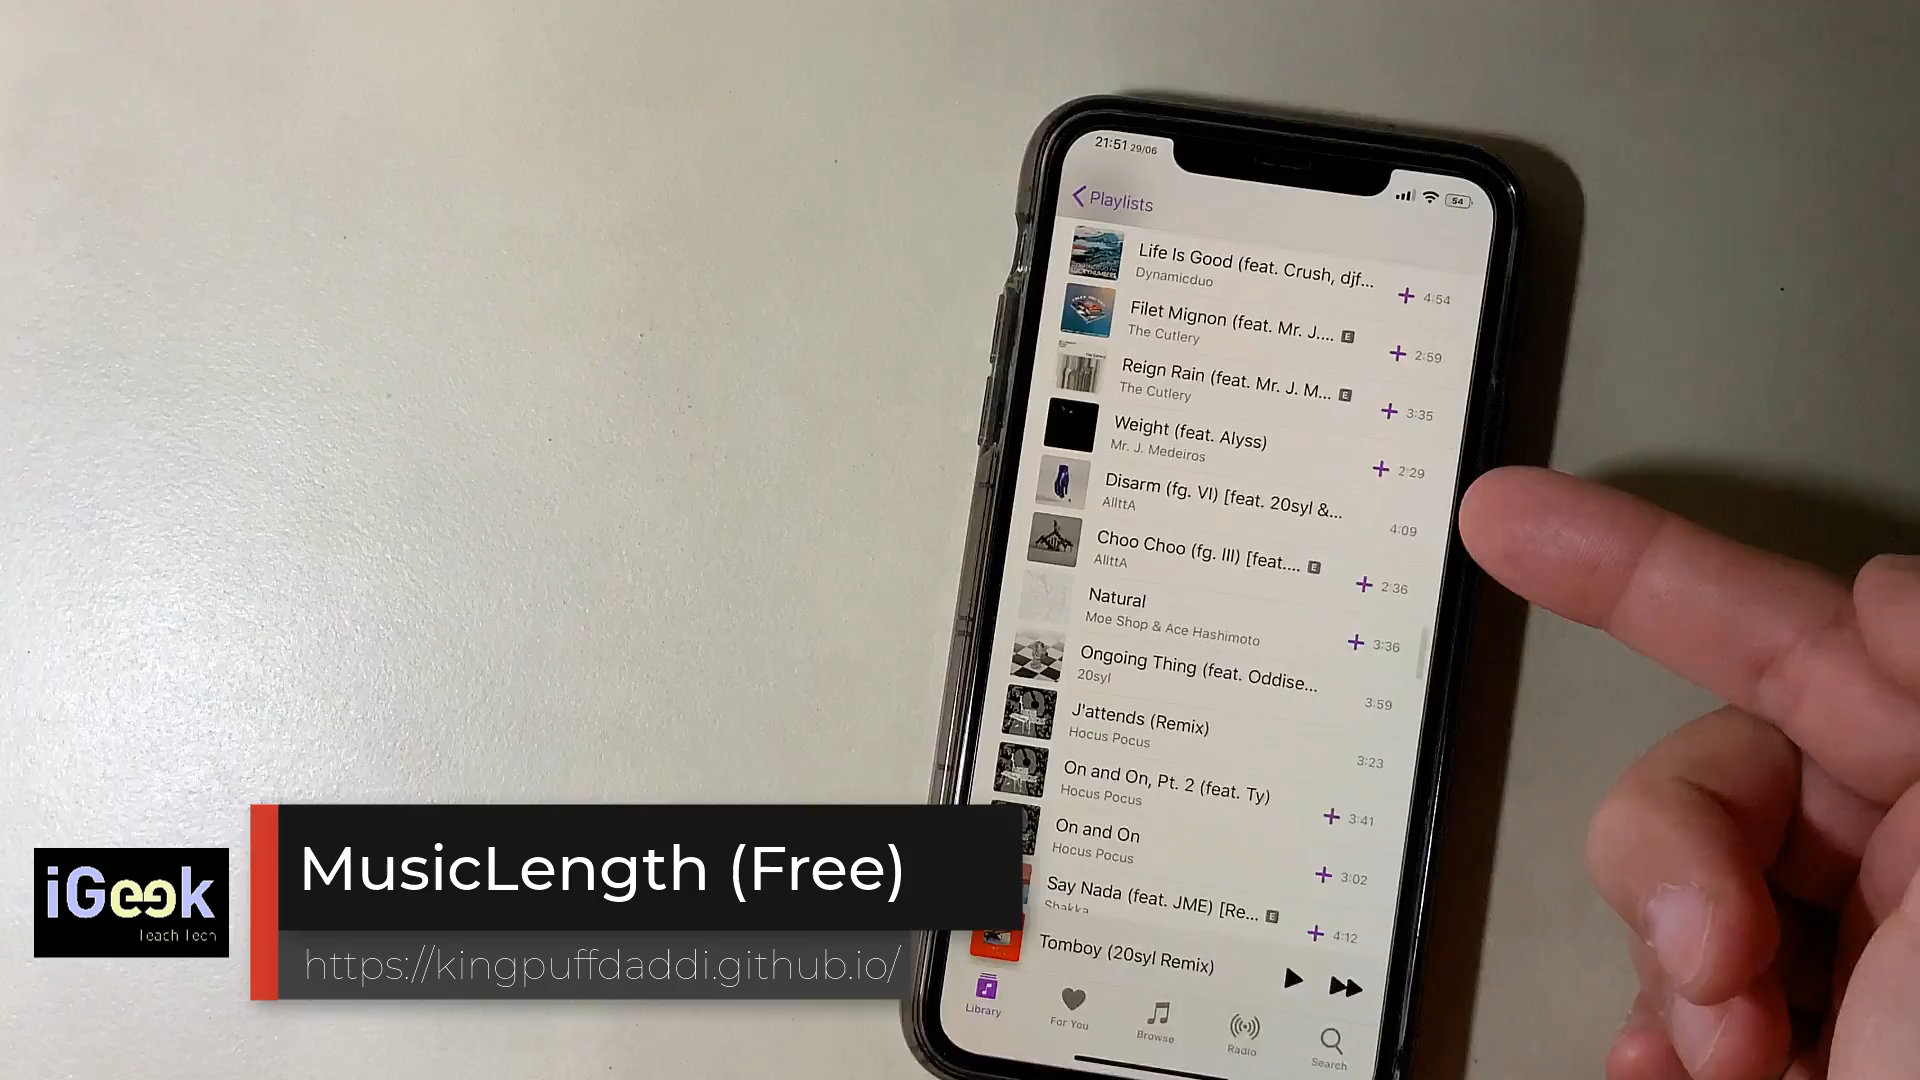 21:51 29/06
54
Playlists
Life Is Good (feat. Crush, djf...
Dynamicduo
4:54
Filet Mignon (feat. Mr. J.... E
The Cutlery
2:59
Reign Rain (feat. Mr. J. M... E
The Cutlery
3:35
Weight (feat. Alyss)
Mr. J. Medeiros
2:29
Disarm (fg. VI) [feat. 20syl &...
AllttA
4:09
Choo Choo (fg. III) [feat.... E
AllttA
2:36
Natural
Moe Shop & Ace Hashimoto
3:36
Ongoing Thing (feat. Oddise...
20syl
3:59
J'attends (Remix)
Hocus Pocus
3:23
On and On, Pt. 2 (feat. Ty)
Hocus Pocus
3:41
On and On
Hocus Pocus
3:02
Say Nada (feat. JME) [Re... E
Shakka
4:12
Tomboy (20syl Remix)
Library
For You
Browse
Radio
Search
iGeek
Teach Tech
MusicLength (Free)
https://kingpuffdaddi.github.io/